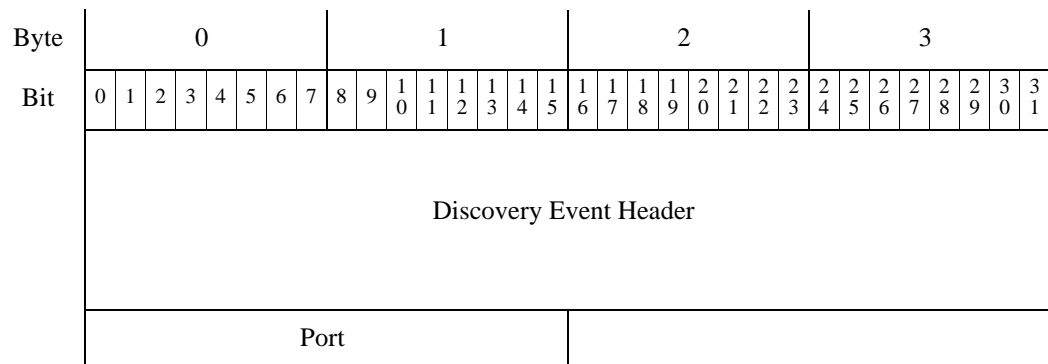 Byte 0 1 2 3
Bit 0 1 2 3 4 5 6 7 8 9 10 11 12 13 14 15 16 17 18 19 20 21 22 23 24 25 26 27 28 29 30 31
Discovery Event Header
Port